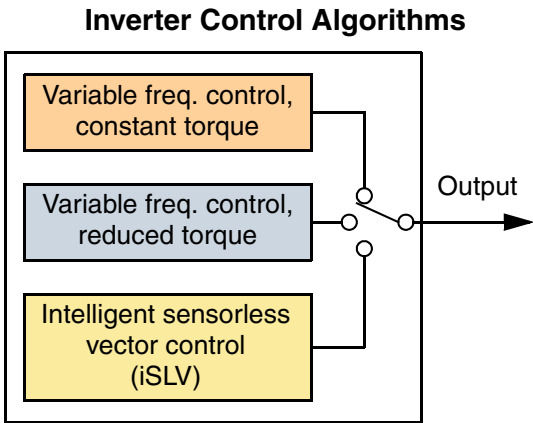 Inverter Control Algorithms
Variable freq. control,
constant torque
Variable freq. control,
reduced torque
Output
Intelligent sensorless
vector control
(iSLV)